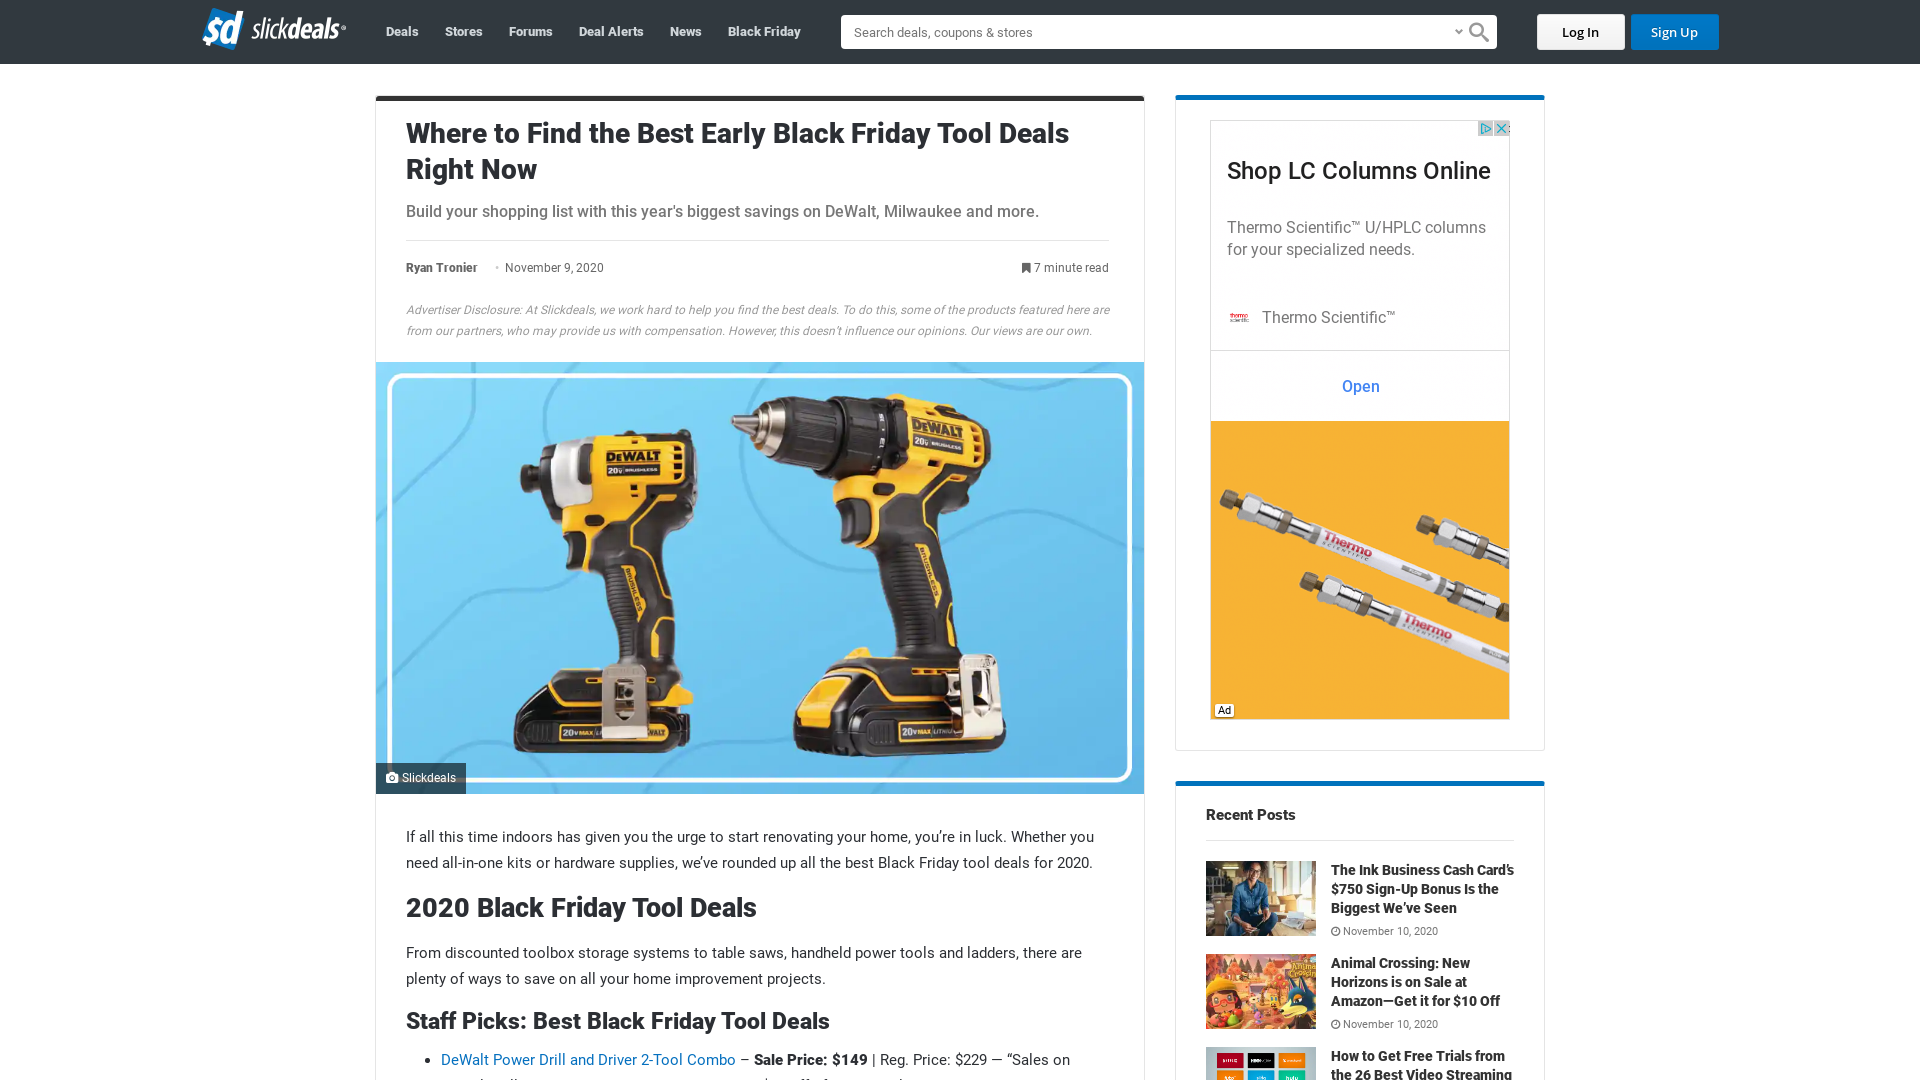 slickdeals
Deals
Stores
Forums
Deal Alerts
News
Black Friday
Search deals, coupons & stores
Log In
Sign Up
Where to Find the Best Early Black Friday Tool Deals
Right Now
Build your shopping list with this year's biggest savings on DeWalt, Milwaukee and more.
Ryan Tronier
• November 9, 2020
7 minute read
Advertiser Disclosure: At Slickdeals, we work hard to help you find the best deals. To do this, some of the products featured here are
from our partners, who may provide us with compensation. However, this doesn't influence our opinions. Our views are our own.
DEWALT
20V BRUSHLESS
BRUSHLESS
20V MAX DEWALT
DEWALT
20V BRUSHLESS
BRUSHLESS
20V MAX
Slickdeals
If all this time indoors has given you the urge to start renovating your home, you’re in luck. Whether you
need all-in-one kits or hardware supplies, we’ve rounded up all the best Black Friday tool deals for 2020.
2020 Black Friday Tool Deals
From discounted toolbox storage systems to table saws, handheld power tools and ladders, there are
plenty of ways to save on all your home improvement projects.
Staff Picks: Best Black Friday Tool Deals
• DeWalt Power Drill and Driver 2-Tool Combo – Sale Price: $149 | Reg. Price: $229 — “Sales on
Shop LC Columns Online
Thermo Scientific™ U/HPLC columns
for your specialized needs.
thermo
scientific
Thermo Scientific™
Open
Thermo
SCIENTIFIC
Thermo
SCIENTIFIC
Ad
Recent Posts
The Ink Business Cash Card’s
$750 Sign-Up Bonus Is the
Biggest We’ve Seen
November 10, 2020
Animal Crossing: New
Horizons is on Sale at
Amazon—Get it for $10 Off
November 10, 2020
How to Get Free Trials from
the 26 Best Video Streaming